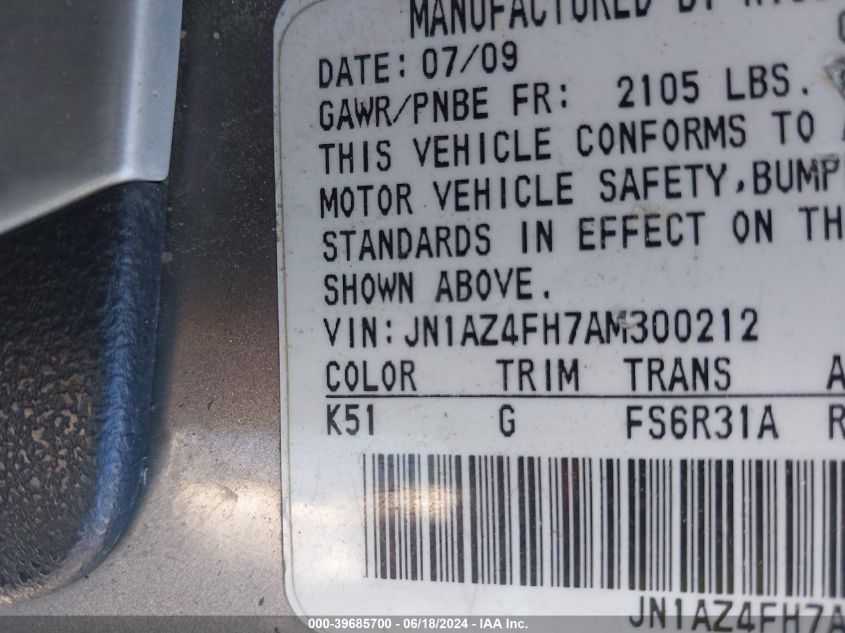 MANUFACTURED BY
DATE: 07/09
GAWR/PNBE FR: 2105 LBS.
THIS VEHICLE CONFORMS TO
MOTOR VEHICLE SAFETY, BUMP
STANDARDS IN EFFECT ON TH
SHOWN ABOVE.
VIN: JN1AZ4FH7AM300212
COLOR TRIM TRANS A
K51 G FS6R31A R
JN1AZ4FH7A
000-39685700 - 06/18/2024 - IAA Inc.